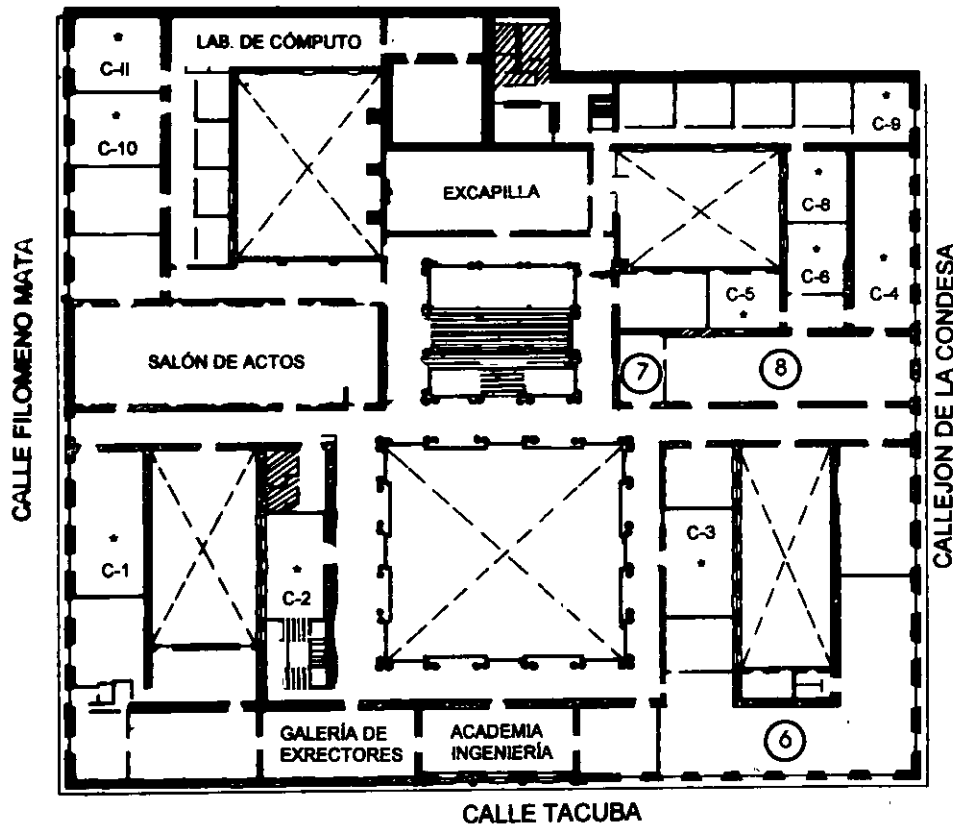 LAB. DE CÓMPUTO
C-11
C-9
C-10
EXCAPILLA
C-8
C-6
C-5
C-4
CALLE FILOMENO MATA
CALLEJON DE LA CONDESA
SALÓN DE ACTOS
7
8
C-3
C-1
C-2
GALERÍA DE
EXRECTORES
ACADEMIA
INGENIERÍA
6
CALLE TACUBA